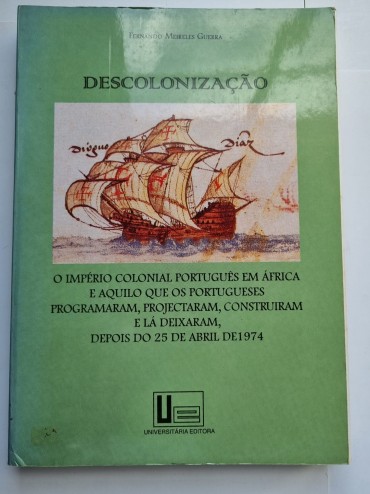 FERNANDO MEIRELES GUERRA
DESCOLONIZAÇÃO
diogue diaz
O IMPÉRIO COLONIAL PORTUGUÊS EM ÁFRICA
E AQUILO QUE OS PORTUGUESES
PROGRAMARAM, PROJECTARAM, CONSTRUIRAM
E LÁ DEIXARAM,
DEPOIS DO 25 DE ABRIL DE1974
UE
UNIVERSITÁRIA EDITORA